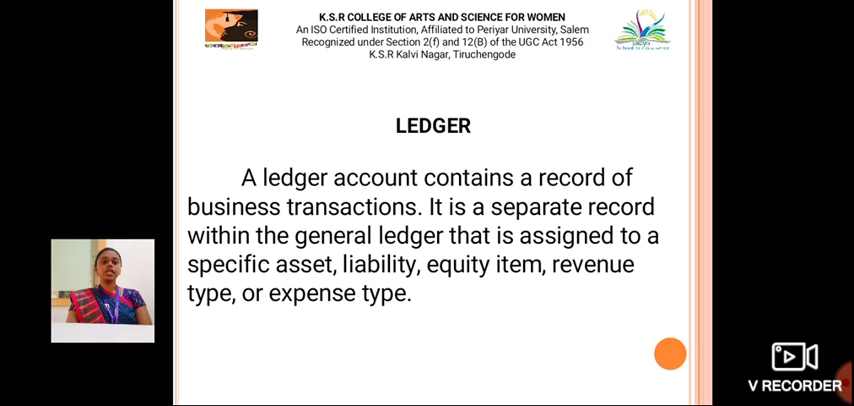 K.S.R COLLEGE OF ARTS AND SCIENCE FOR WOMEN
An ISO Certified Institution, Affiliated to Periyar University, Salem
Recognized under Section 2(f) and 12(B) of the UGC Act 1956
K.S.R Kalvi Nagar, Tiruchengode
LEDGER
A ledger account contains a record of
business transactions. It is a separate record
within the general ledger that is assigned to a
specific asset, liability, equity item, revenue
type, or expense type.
V RECORDER